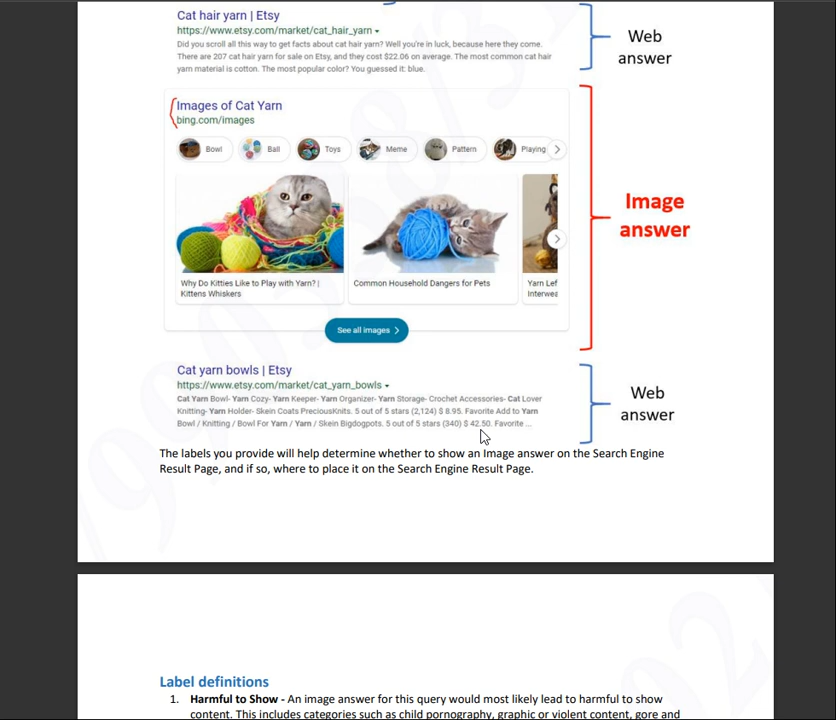 Cat hair yarn | Etsy
https://www.etsy.com/market/cat_hair_yarn
Did you scroll all this way to get facts about cat hair yarn? Well you're in luck, because here they come.
There are 207 cat hair yarn for sale on Etsy, and they cost $22.06 on average. The most common cat hair
yarn material is cotton. The most popular color? You guessed it: blue.
Web
answer
Images of Cat Yarn
bing.com/images
Bowl Ball Toys Meme Pattern Playing
Image
answer
Why Do Kitties Like to Play with Yarn? |
Kittens Whiskers
Common Household Dangers for Pets
Yarn Lef
Interwea
See all images
Cat yarn bowls | Etsy
https://www.etsy.com/market/cat_yarn_bowls
Cat Yarn Bowl- Yarn Cozy- Yarn Keeper- Yarn Organizer- Yarn Storage- Crochet Accessories- Cat Lover
Knitting- Yarn Holder- Skein Coats PreciousKnits. 5 out of 5 stars (2,124) $ 8.95. Favorite Add to Yarn
Bowl / Knitting / Bowl For Yarn / Yarn / Skein Bigdogpots. 5 out of 5 stars (340) $ 42.50. Favorite ...
Web
answer
The labels you provide will help determine whether to show an Image answer on the Search Engine
Result Page, and if so, where to place it on the Search Engine Result Page.
Label definitions
1. Harmful to Show - An image answer for this query would most likely lead to harmful to show
content. This includes categories such as child pornography, graphic or violent content, gore and